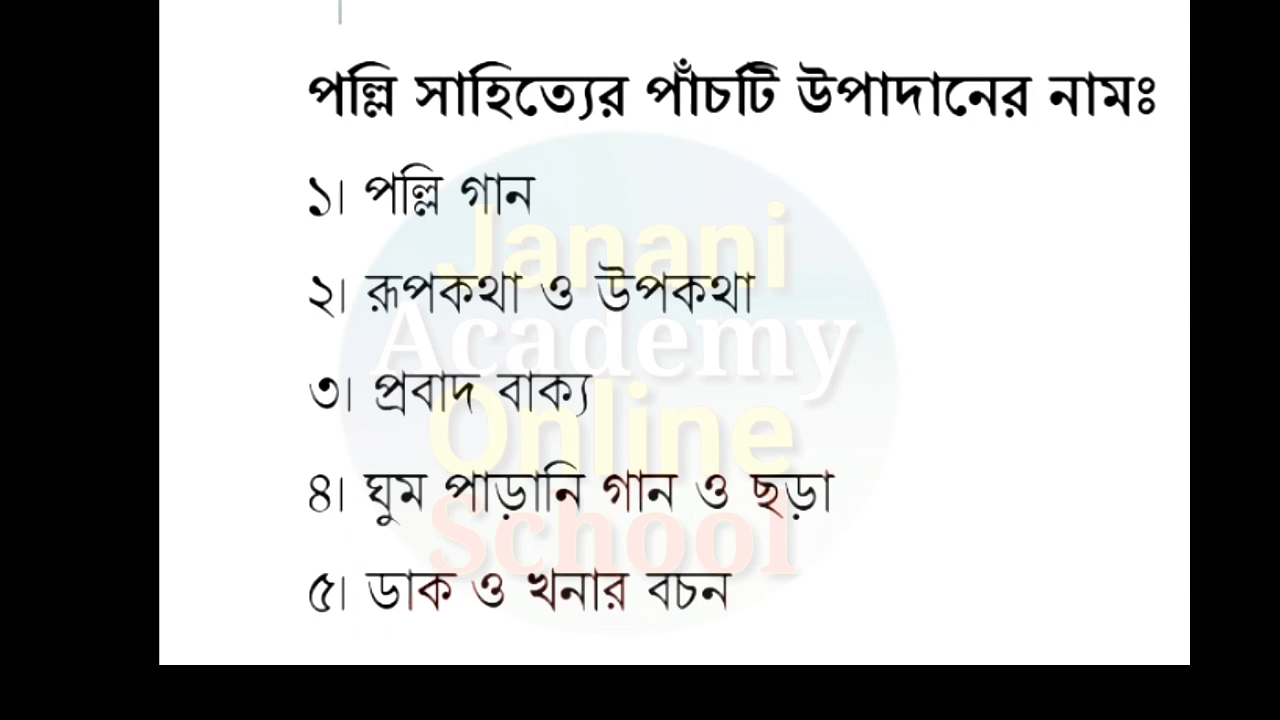 পল্লি সাহিত্যের পাঁচটি উপাদানের নামঃ
১। পল্লি গান
২। রূপকথা ও উপকথা
৩। প্রবাদ বাক্য
৪। ঘুম পাড়ানি গান ও ছড়া
৫। ডাক ও খনার বচন
Janani
Academy
Online
School